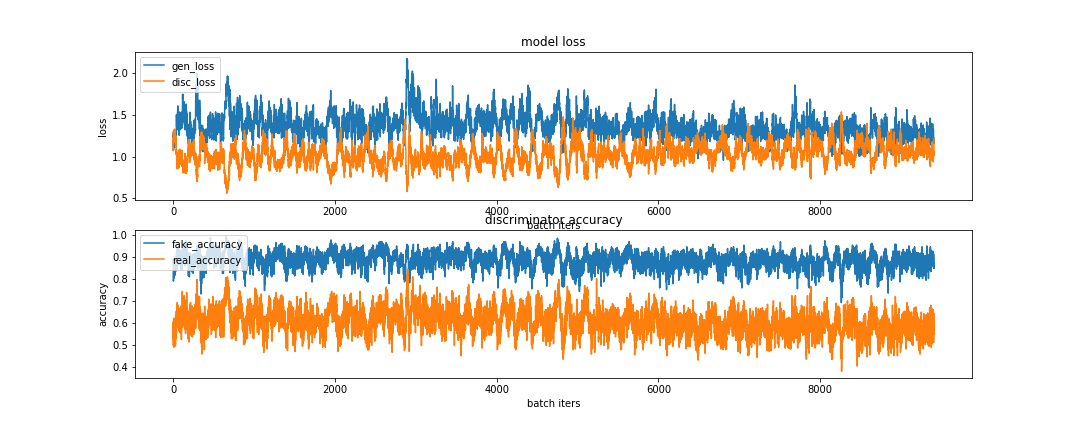 model loss
gen_loss
disc_loss
2.0
1.5
1.0
0.5
loss
0 2000 4000 6000 8000
batch iters
discriminator accuracy
fake_accuracy
real_accuracy
1.0
0.9
0.8
0.7
0.6
0.5
0.4
accuracy
0 2000 4000 6000 8000
batch iters